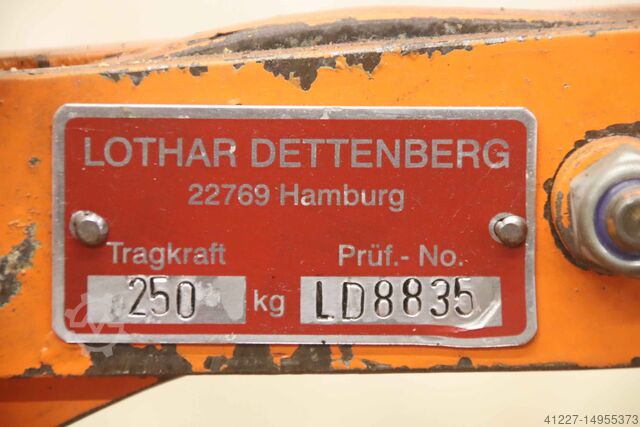 LOTHAR DETTENBERG
22769 Hamburg
Tragkraft Prüf.- No.
250 kg LD8835
41227-14955373